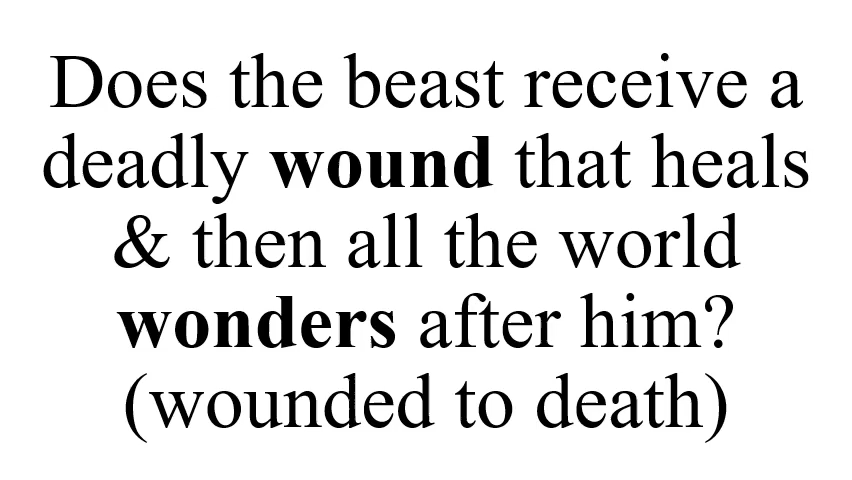 Does the beast receive a
deadly wound that heals
& then all the world
wonders after him?
(wounded to death)